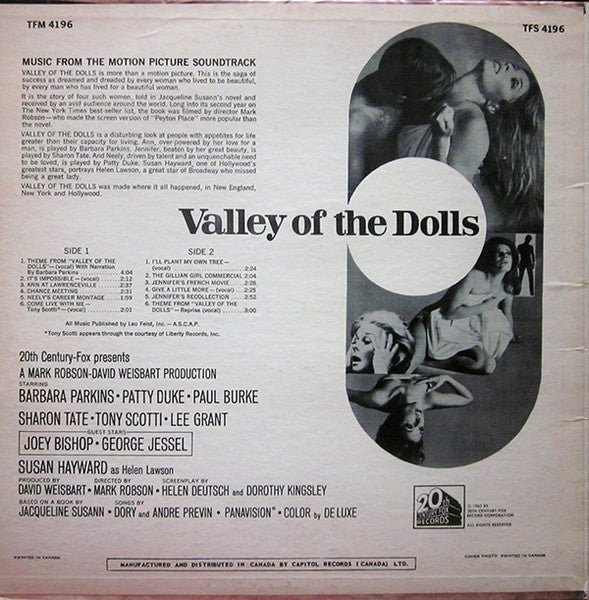 TFM 4196
TFS 4196
MUSIC FROM THE MOTION PICTURE SOUNDTRACK
VALLEY OF THE DOLLS is more than a motion picture. This is the saga of
success as dreamed and dreaded by every woman who lived to be beautiful,
by every man who has lived for a beautiful woman.
It is the story of four women, told in Jacqueline Susann's novel and
received by an avid audience around the world. Long into its second year on
The New York Times best-seller list, the book was filmed by director Mark
Robson—who made the screen version of "Peyton Place" more popular than
the novel.
VALLEY OF THE DOLLS is a disturbing look at people with appetites for life
greater than their capacity for living. Ann, over-powered by her love for a
man, is played by Barbara Parkins. Jennifer, beaten by her great beauty, is
played by Sharon Tate. And Neely, driven by talent and an unquenchable need
to be loved, is played by Patty Duke. Susan Hayward, one of Hollywood's
greatest stars, portrays Helen Lawson, a great star of Broadway who missed
being a great lady.
VALLEY OF THE DOLLS was made where it all happened, in New England,
New York and Hollywood.
Valley of the Dolls
SIDE 1
1. THEME FROM "VALLEY OF THE
DOLLS"—(vocal) With Narration
By Barbara Parkins 4:04
2. IT'S IMPOSSIBLE—(vocal) 2:12
3. ANN AT LAWRENCEVILLE 2:37
4. CHANCE MEETING 2:31
5. NEELY'S CAREER MONTAGE 1:59
6. COME LIVE WITH ME—
Tony Scotti*—(vocal) 2:01
SIDE 2
1. I'LL PLANT MY OWN TREE—
(vocal) 2:24
2. THE GILLIAN GIRL COMMERCIAL 2:04
3. JENNIFER'S FRENCH MOVIE 2:26
4. GIVE A LITTLE MORE—(vocal) 2:25
5. JENNIFER'S RECOLLECTION 2:52
6. THEME FROM "VALLEY OF THE
DOLLS"—Reprise (vocal) 3:00
All Music Published by Leo Feist, Inc.—A.S.C.A.P.
*Tony Scotti appears through the courtesy of Liberty Records, Inc.
20th Century-Fox presents
A MARK ROBSON-DAVID WEISBART PRODUCTION
STARRING
BARBARA PARKINS • PATTY DUKE • PAUL BURKE
SHARON TATE • TONY SCOTTI • LEE GRANT
GUEST STARS
JOEY BISHOP • GEORGE JESSEL
SUSAN HAYWARD as Helen Lawson
PRODUCED BY DIRECTED BY SCREENPLAY BY
DAVID WEISBART • MARK ROBSON • HELEN DEUTSCH and DOROTHY KINGSLEY
BASED ON A BOOK BY SONGS BY
JACQUELINE SUSANN • DORY and ANDRE PREVIN • PANAVISION® • COLOR by DE LUXE
20th
CENTURY-FOX
RECORDS
© 1967 BY
20TH CENTURY-FOX
RECORD CORPORATION
ALL RIGHTS RESERVED
PRINTED IN CANADA
MANUFACTURED AND DISTRIBUTED IN CANADA BY CAPITOL RECORDS (CANADA) LTD.
COVER PHOTO PRINTED IN CANADA